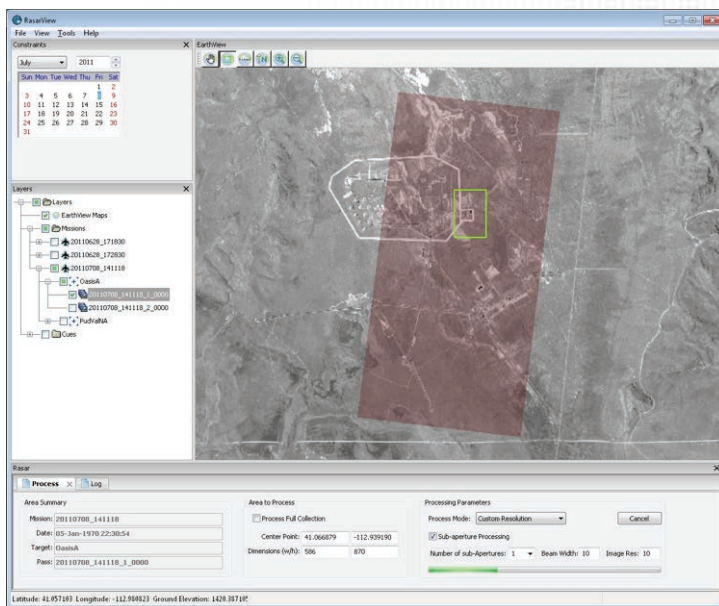 RasarView
File View Tools Help
Constraints
EarthView
July 2011
Sun Mon Tue Wed Thu Fri Sat
1 2
3 4 5 6 7 8 9
10 11 12 13 14 15 16
17 18 19 20 21 22 23
24 25 26 27 28 29 30
31
Layers
Layers
EarthView Maps
Missions
20110628_171830
20110628_172830
20110708_141118
OasisA
20110708_141118_1_0000
20110708_141118_2_0000
PudValNA
Cues
Rasar
Process Log
Area Summary
Mission: 20110708_141118
Date: 05-Jan-1970 22:30:54
Target: OasisA
Pass: 20110708_141118_1_0000
Area to Process
Process Full Collection
Center Point: 41.066879 -112.939190
Dimensions (w/h): 586 870
Processing Parameters
Process Mode: Custom Resolution Cancel
Sub-aperture Processing
Number of sub-Apertures: 1 Beam Width: 10 Image Res: 10
Latitude: 41.057103 Longitude: -112.980823 Ground Elevation: 1420.387105